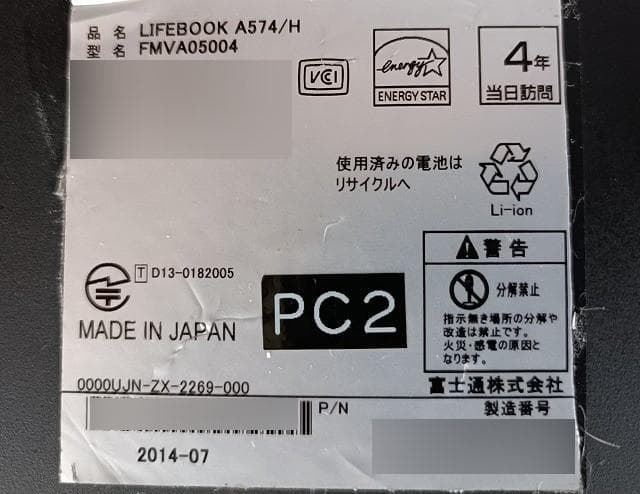 品名 LIFEBOOK A574/H
型名 FMVA05004
VCI
energy
ENERGY STAR
4年
当日訪問
使用済みの電池は
リサイクルへ
Li-ion
T D13-0182005
MADE IN JAPAN
PC2
警告
分解禁止
指示無き場所の分解や
改造は禁止です。
火災・感電の原因と
なります。
0000UJN-ZX-2269-000
富士通株式会社
P/N
製造番号
2014-07